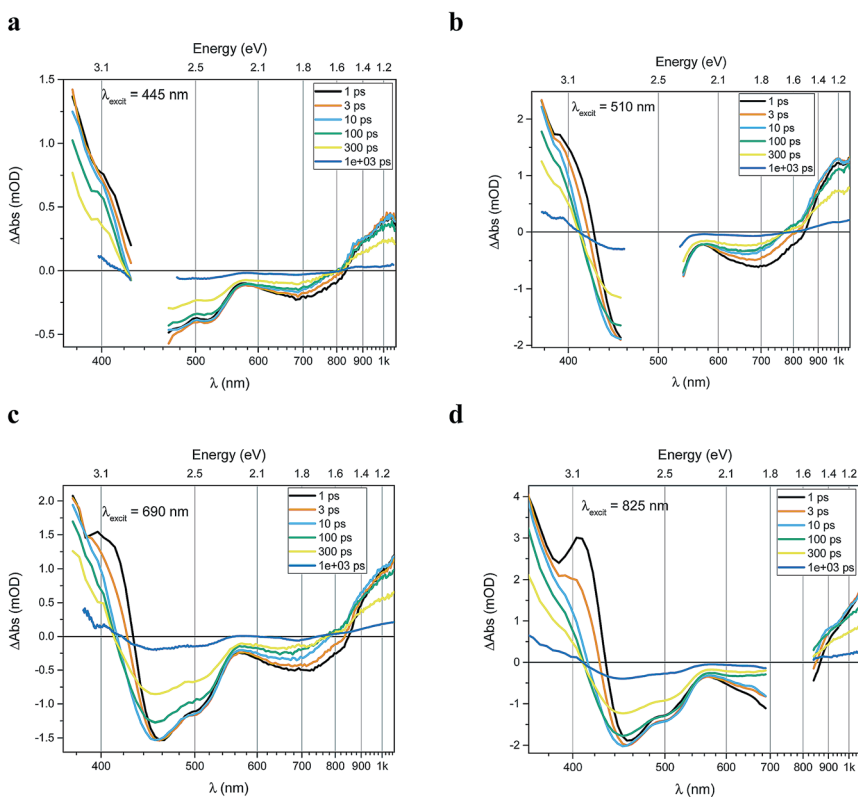 a
Energy (eV)
3.1 2.5 2.1 1.8 1.6 1.4 1.2
λexcit = 445 nm
1 ps
3 ps
10 ps
100 ps
300 ps
1e+03 ps
ΔAbs (mOD)
1.5
1.0
0.5
0.0
-0.5
400 500 600 700 800 900 1k
λ (nm)
b
Energy (eV)
3.1 2.5 2.1 1.8 1.6 1.4 1.2
λexcit = 510 nm
1 ps
3 ps
10 ps
100 ps
300 ps
1e+03 ps
ΔAbs (mOD)
2
1
0
-1
-2
400 500 600 700 800 900 1k
λ (nm)
c
Energy (eV)
3.1 2.5 2.1 1.8 1.6 1.4 1.2
λexcit = 690 nm
1 ps
3 ps
10 ps
100 ps
300 ps
1e+03 ps
ΔAbs (mOD)
2.0
1.5
1.0
0.5
0.0
-0.5
-1.0
-1.5
400 500 600 700 800 900 1k
λ (nm)
d
Energy (eV)
3.1 2.5 2.1 1.8 1.4 1.2
λexcit = 825 nm
1 ps
3 ps
10 ps
100 ps
300 ps
1e+03 ps
ΔAbs (mOD)
4
3
2
1
0
-1
-2
400 500 600 700 800 900 1k
λ (nm)